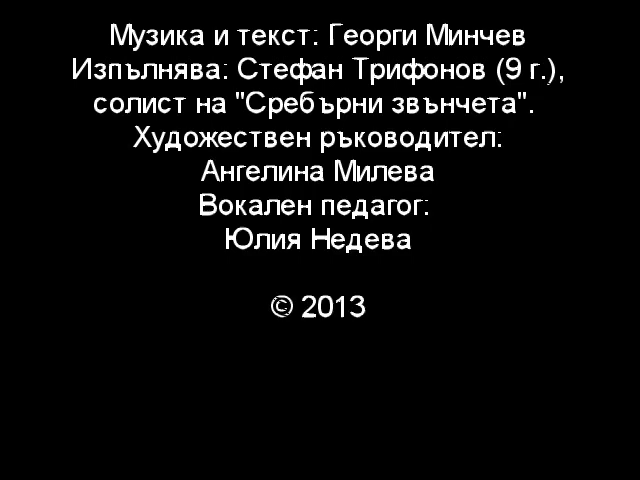 Музика и текст: Георги Минчев
Изпълнява: Стефан Трифонов (9 г.),
солист на "Сребърни звънчета".
Художествен ръководител:
Ангелина Милева
Вокален педагог:
Юлия Недева
© 2013